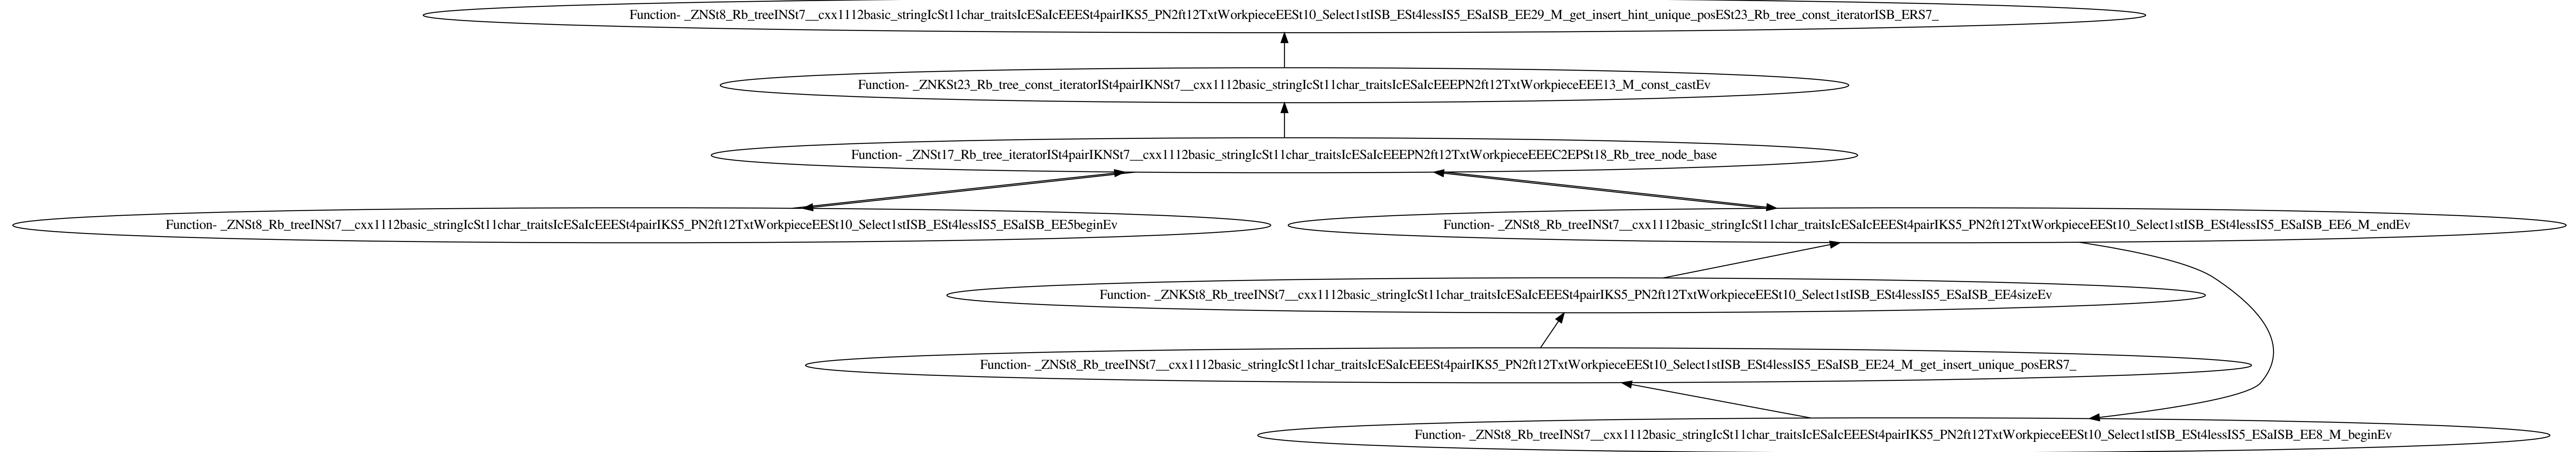 Function- _ZNSt8_Rb_treeINSt7__cxx1112basic_stringIcSt11char_traitsIcESaIcEEESt4pairIKS5_PN2ft12TxtWorkpieceEESt10_Select1stISB_ESt4lessIS5_ESaISB_EE29_M_get_insert_hint_unique_posESt23_Rb_tree_const_iteratorISB_ERS7_
Function- _ZNKSt23_Rb_tree_const_iteratorISt4pairIKNSt7__cxx1112basic_stringIcSt11char_traitsIcESaIcEEEPN2ft12TxtWorkpieceEEE13_M_const_castEv
Function- _ZNSt17_Rb_tree_iteratorISt4pairIKNSt7__cxx1112basic_stringIcSt11char_traitsIcESaIcEEEPN2ft12TxtWorkpieceEEEC2EPSt18_Rb_tree_node_base
Function- _ZNSt8_Rb_treeINSt7__cxx1112basic_stringIcSt11char_traitsIcESaIcEEESt4pairIKS5_PN2ft12TxtWorkpieceEESt10_Select1stISB_ESt4lessIS5_ESaISB_EE5beginEv
Function- _ZNSt8_Rb_treeINSt7__cxx1112basic_stringIcSt11char_traitsIcESaIcEEESt4pairIKS5_PN2ft12TxtWorkpieceEESt10_Select1stISB_ESt4lessIS5_ESaISB_EE6_M_endEv
Function- _ZNKSt8_Rb_treeINSt7__cxx1112basic_stringIcSt11char_traitsIcESaIcEEESt4pairIKS5_PN2ft12TxtWorkpieceEESt10_Select1stISB_ESt4lessIS5_ESaISB_EE4sizeEv
Function- _ZNSt8_Rb_treeINSt7__cxx1112basic_stringIcSt11char_traitsIcESaIcEEESt4pairIKS5_PN2ft12TxtWorkpieceEESt10_Select1stISB_ESt4lessIS5_ESaISB_EE24_M_get_insert_unique_posERS7_
Function- _ZNSt8_Rb_treeINSt7__cxx1112basic_stringIcSt11char_traitsIcESaIcEEESt4pairIKS5_PN2ft12TxtWorkpieceEESt10_Select1stISB_ESt4lessIS5_ESaISB_EE8_M_beginEv